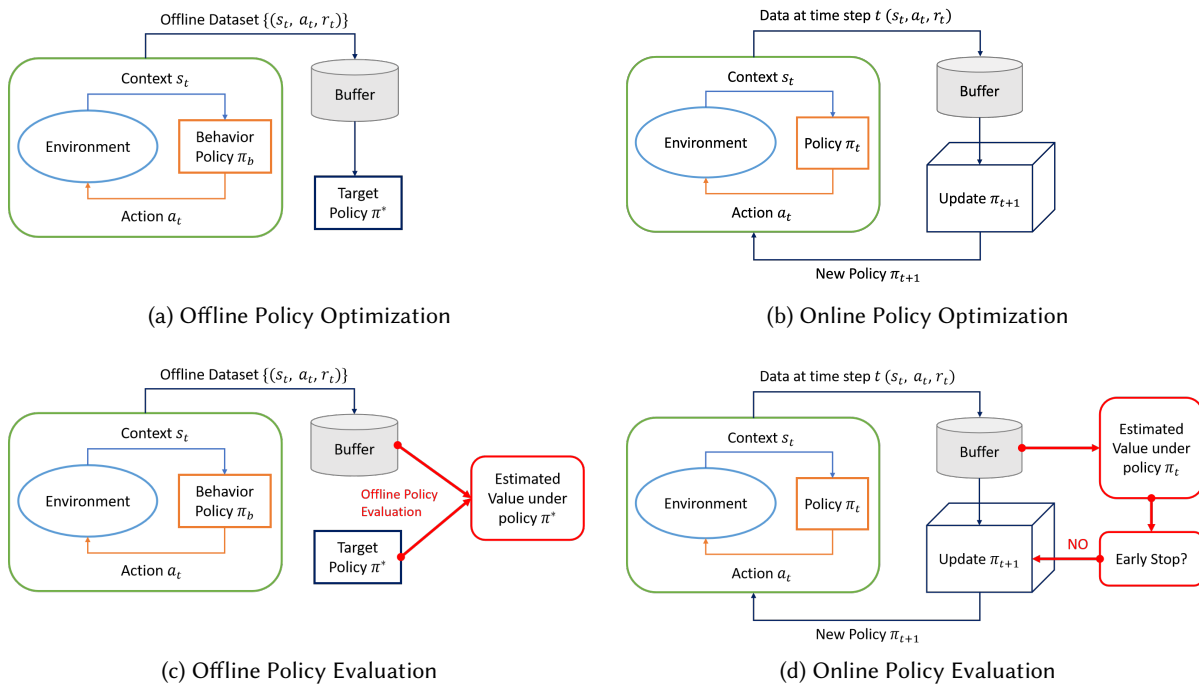 Offline Dataset {(s_t, a_t, r_t)}
Context s_t
Environment
Behavior
Policy π_b
Action a_t
Buffer
Target
Policy π*
(a) Offline Policy Optimization
Data at time step t (s_t, a_t, r_t)
Context s_t
Environment
Policy π_t
Action a_t
Buffer
Update π_{t+1}
New Policy π_{t+1}
(b) Online Policy Optimization
Offline Dataset {(s_t, a_t, r_t)}
Context s_t
Environment
Behavior
Policy π_b
Action a_t
Buffer
Offline Policy
Evaluation
Target
Policy π*
Estimated
Value under
policy π*
(c) Offline Policy Evaluation
Data at time step t (s_t, a_t, r_t)
Context s_t
Environment
Policy π_t
Action a_t
Buffer
Estimated
Value under
policy π_t
Update π_{t+1}
NO
Early Stop?
New Policy π_{t+1}
(d) Online Policy Evaluation